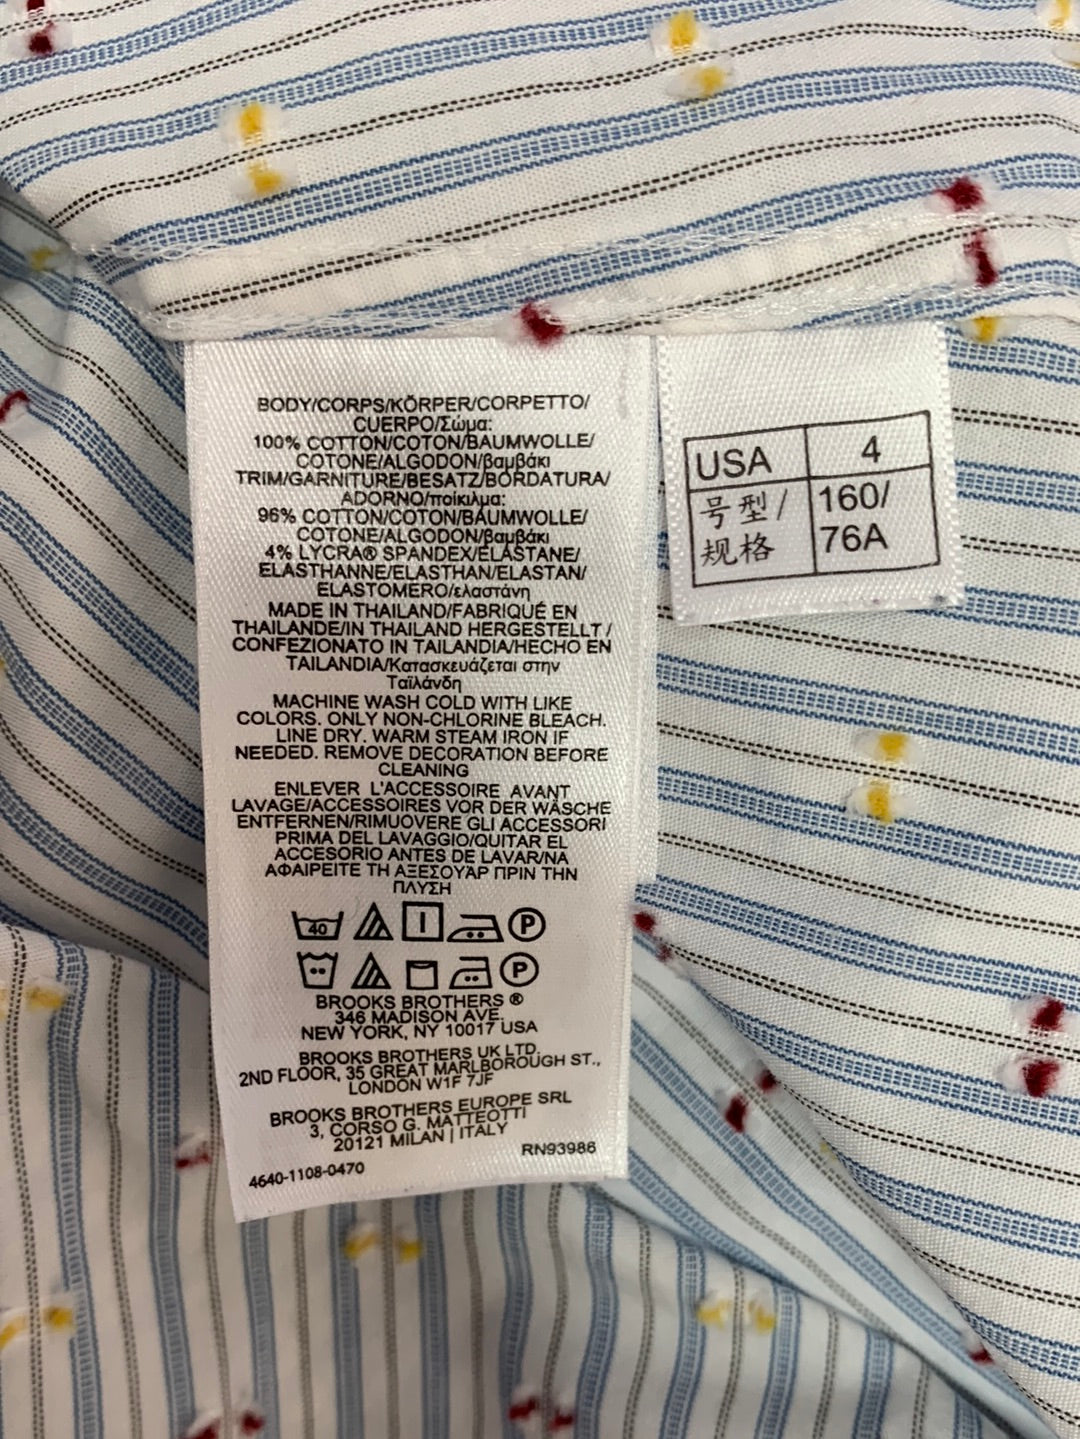 BODY/CORPS/KÖRPER/CORPETTO/
CUERPO/Σώμα:
100% COTTON/COTON/BAUMWOLLE/
COTONE/ALGODON/βαμβάκι
TRIM/GARNITURE/BESATZ/BORDATURA/
ADORNO/ποίκιλμα:
96% COTTON/COTON/BAUMWOLLE/
COTONE/ALGODON/βαμβάκι
4% LYCRA® SPANDEX/ELASTANE/
ELASTHANNE/ELASTHAN/ELASTAN/
ELASTOMERO/ελαστάνη
MADE IN THAILAND/FABRIQUÉ EN
THAILANDE/IN THAILAND HERGESTELLT /
CONFEZIONATO IN TAILANDIA/HECHO EN
TAILANDIA/Κατασκευάζεται στην
Ταϊλάνδη
MACHINE WASH COLD WITH LIKE
COLORS. ONLY NON-CHLORINE BLEACH.
LINE DRY. WARM STEAM IRON IF
NEEDED. REMOVE DECORATION BEFORE
CLEANING
ENLEVER L'ACCESSOIRE AVANT
LAVAGE/ACCESSOIRES VOR DER WÄSCHE
ENTFERNEN/RIMUOVERE GLI ACCESSORI
PRIMA DEL LAVAGGIO/QUITAR EL
ACCESORIO ANTES DE LAVAR/NA
ΑΦΑΙΡΕΙΤΕ ΤΗ ΑΞΕΣΟΥΑΡ ΠΡΙΝ ΤΗΝ
ΠΛΥΣΗ
40 P
P
BROOKS BROTHERS ®
346 MADISON AVE.
NEW YORK, NY 10017 USA
BROOKS BROTHERS UK LTD.
2ND FLOOR, 35 GREAT MARLBOROUGH ST.,
LONDON W1F 7JF
BROOKS BROTHERS EUROPE SRL
3, CORSO G. MATTEOTTI
20121 MILAN | ITALY
RN93986
4640-1108-0470
USA 4
号型/ 160/
规格 76A